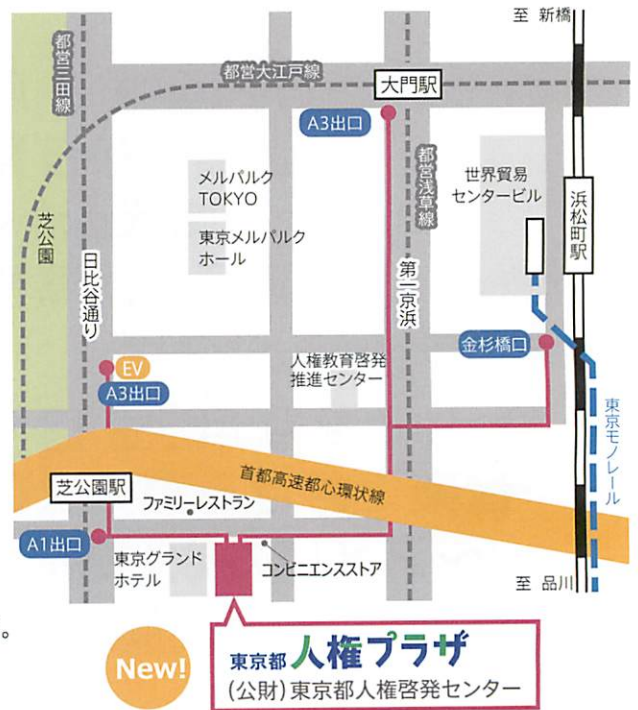 至 新橋
都営三田線
都営大江戸線
大門駅
A3出口
都営浅草線
世界貿易
センタービル
浜松町駅
メルパルク
TOKYO
東京メルパルク
ホール
芝公園
日比谷通り
第一京浜
金杉橋口
EV
A3出口
人権教育啓発
推進センター
東京モノレール
首都高速都心環状線
芝公園駅
ファミリーレストラン
A1出口
東京グランド
ホテル
コンビニエンスストア
至 品川
。
New!
東京都 人権プラザ
(公財)東京都人権啓発センター